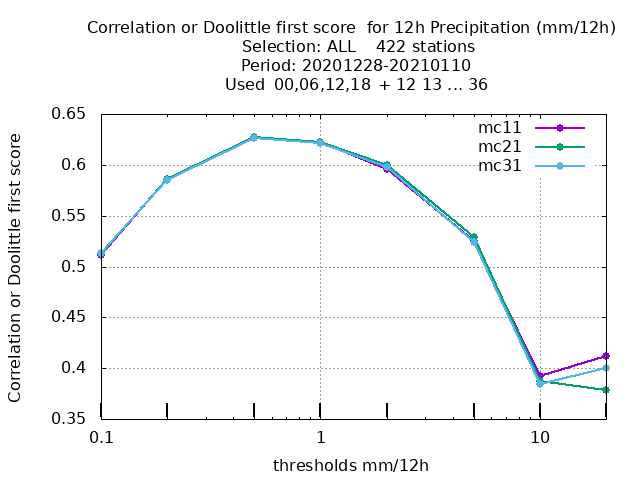 Correlation or Doolittle first score  for 12h Precipitation (mm/12h)
Selection: ALL    422 stations
Period: 20201228-20210110
Used  00,06,12,18  + 12 13 ... 36
0.65
0.6
0.55
0.5
0.45
0.4
0.35
Correlation or Doolittle first score
mc11
mc21
mc31
0.1
1
10
thresholds mm/12h